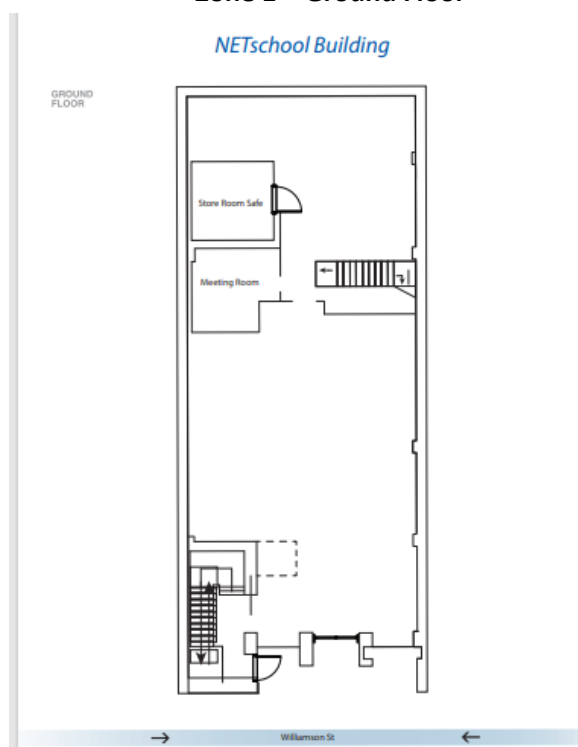 NETschool Building
GROUND
FLOOR
Store Room Safe
Meeting Room
Williamson St